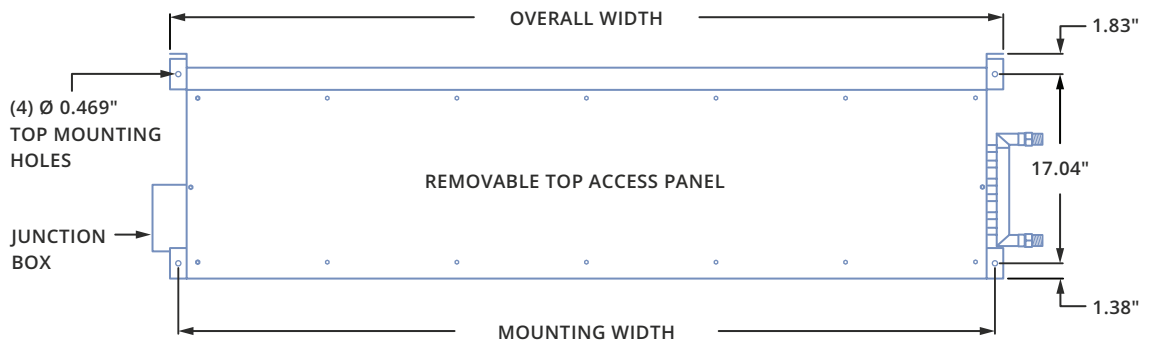 OVERALL WIDTH
1.83"
(4) Ø 0.469"
TOP MOUNTING
HOLES
17.04"
REMOVABLE TOP ACCESS PANEL
JUNCTION
BOX
1.38"
MOUNTING WIDTH